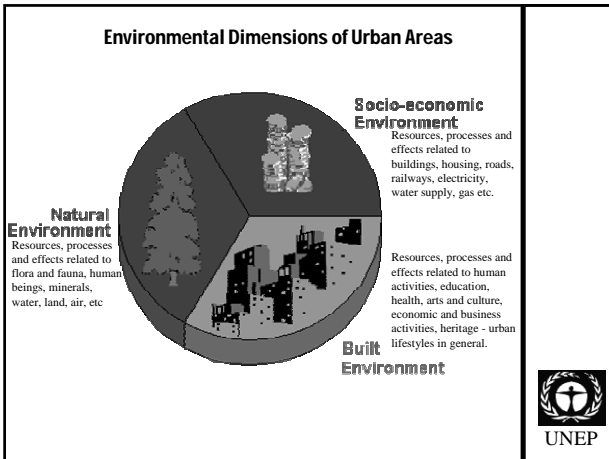 Environmental Dimensions of Urban Areas
Socio-economic
Environment
Resources, processes and
effects related to
buildings, housing, roads,
railways, electricity,
water supply, gas etc.
Natural
Environment
Resources, processes
and effects related to
flora and fauna, human
beings, minerals,
water, land, air, etc
Resources, processes and
effects related to human
activities, education,
health, arts and culture,
economic and business
activities, heritage - urban
lifestyles in general.
Built
Environment
UNEP